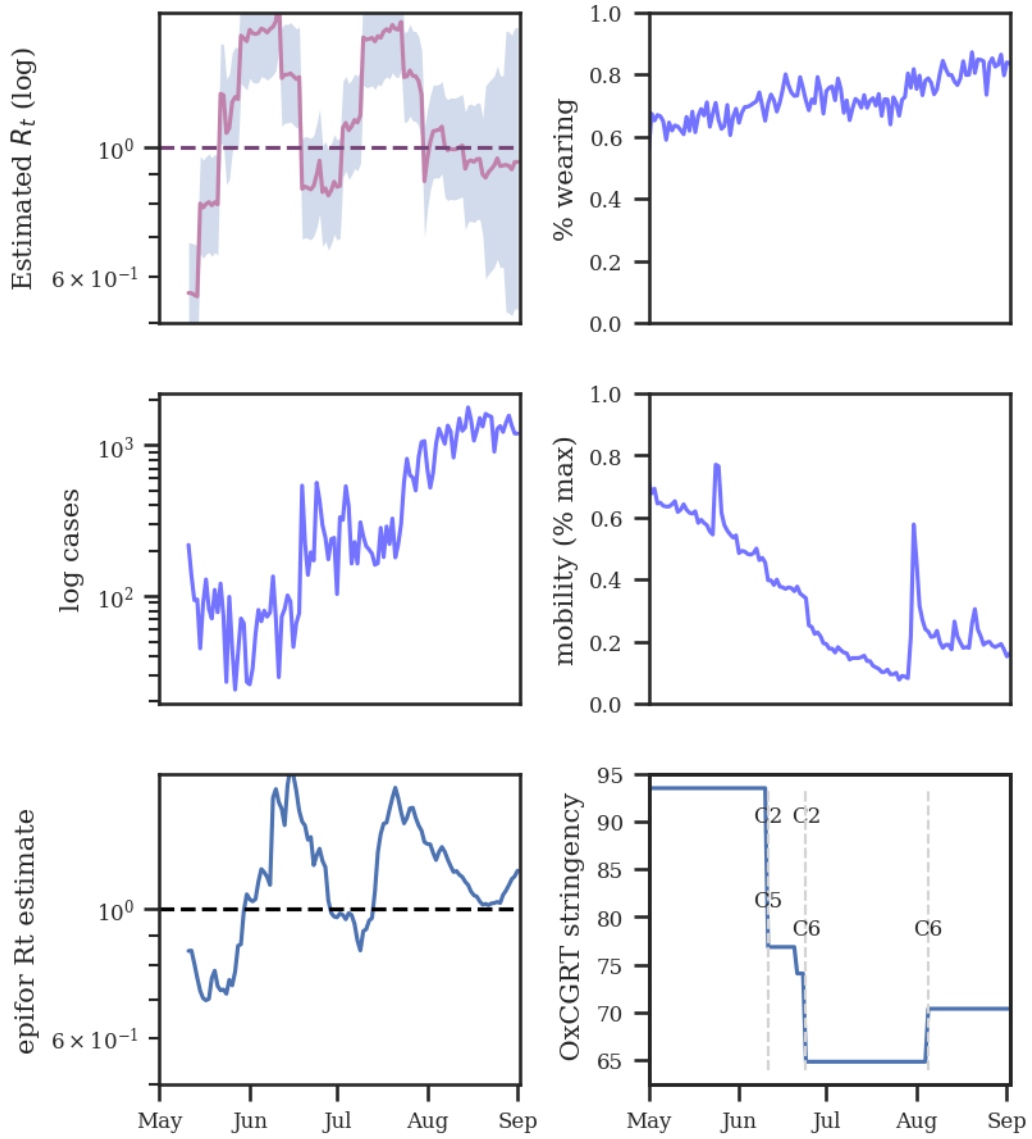 Estimated R_t (log)
10^0
6 × 10^-1
% wearing
1.0
0.8
0.6
0.4
0.2
0.0
log cases
10^3
10^2
mobility (% max)
1.0
0.8
0.6
0.4
0.2
0.0
epifor Rt estimate
10^0
6 × 10^-1
May Jun Jul Aug Sep
OxCGRT stringency
95
90
85
80
75
70
65
C2 C2
C5
C6 C6
May Jun Jul Aug Sep